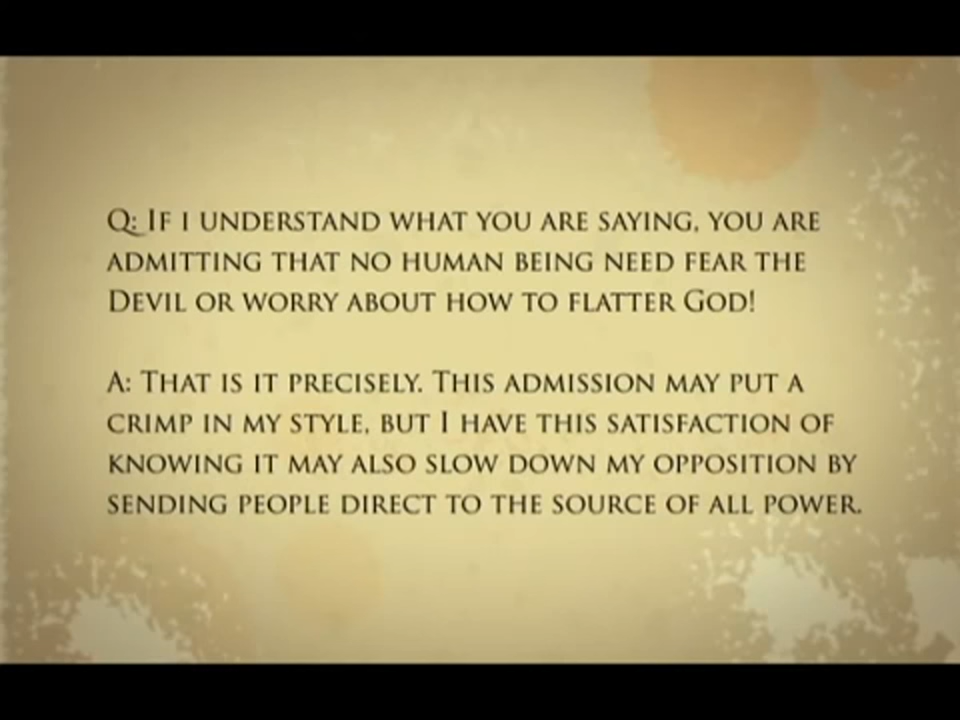 Q: If I understand what you are saying, you are
admitting that no human being need fear the
Devil or worry about how to flatter God!
A: That is it precisely. This admission may put a
crimp in my style, but I have this satisfaction of
knowing it may also slow down my opposition by
sending people direct to the source of all power.